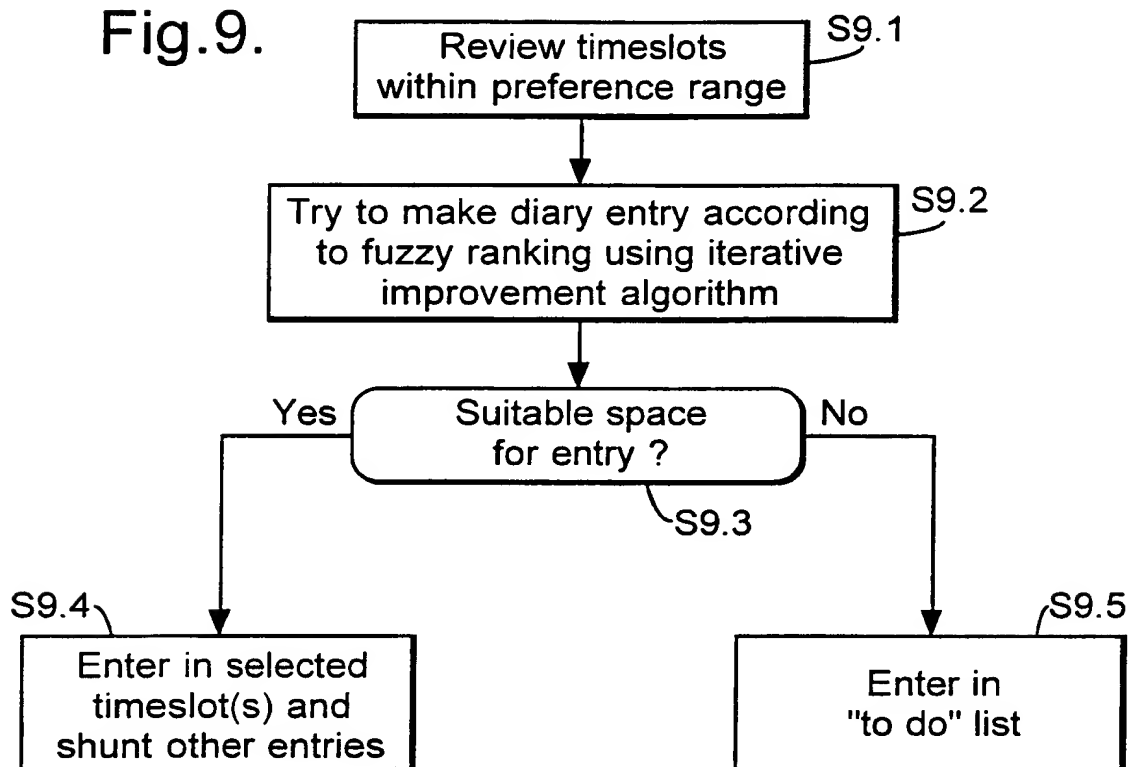 Fig.9.
S9.1
Review timeslots
within preference range
S9.2
Try to make diary entry according
to fuzzy ranking using iterative
improvement algorithm
Yes
Suitable space
for entry ?
No
S9.3
S9.4
Enter in selected
timeslot(s) and
shunt other entries
S9.5
Enter in
"to do" list